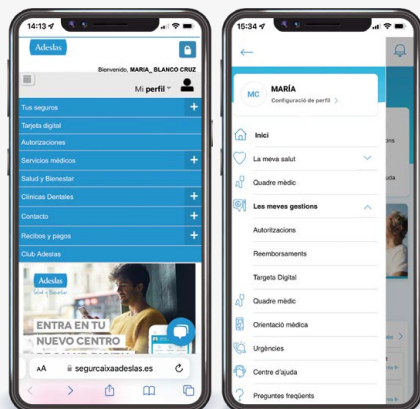 14:13
Adeslas
Bienvenido, MARIA_ BLANCO CRUZ
Mi perfil
Tus seguros
Tarjeta digital
Autorizaciones
Servicios médicos
Salud y Bienestar
Clínicas Dentales
Contacto
Recibos y pagos
Club Adeslas
Adeslas
Salud y Bienestar
ENTRA EN TU
NUEVO CENTRO
AA segurcaixaadeslas.es
15:34
MC
MARÍA
Configuració de perfil
Inici
La meva salut
Quadre mèdic
Les meves gestions
Autoritzacions
Reemborsaments
Targeta Digital
Quadre mèdic
Orientació mèdica
Urgències
Centre d'ajuda
Preguntes freqüents